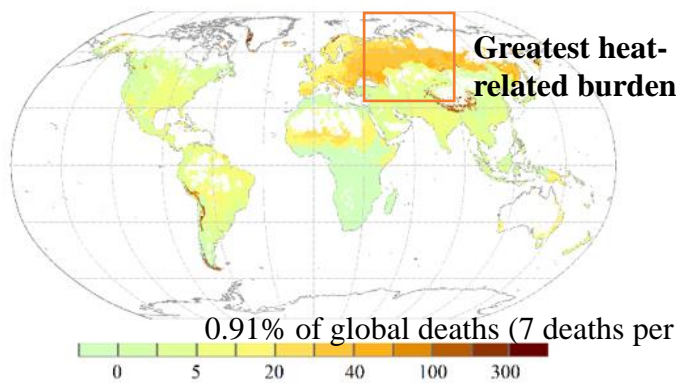 Greatest heat-
related burden
0.91% of global deaths (7 deaths per
0 5 20 40 100 300